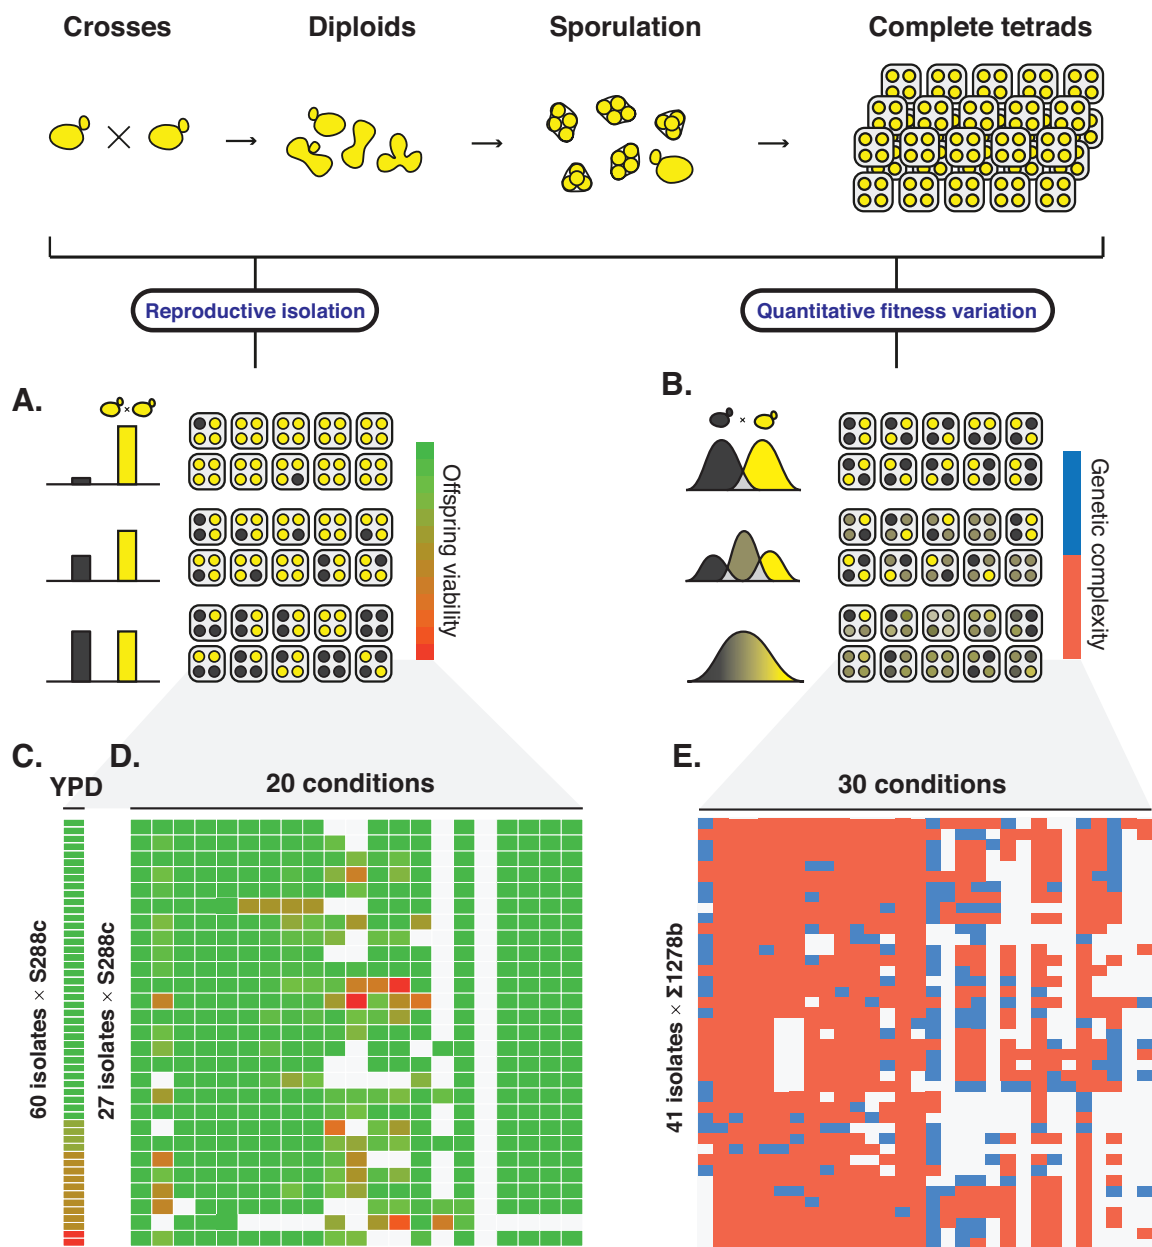 Crosses
Diploids
Sporulation
Complete tetrads
Reproductive isolation
Quantitative fitness variation
A.
B.
×
×
Offspring viability
Genetic complexity
C.
D.
E.
YPD
20 conditions
30 conditions
60 isolates × S288c
27 isolates × S288c
41 isolates × Σ1278b